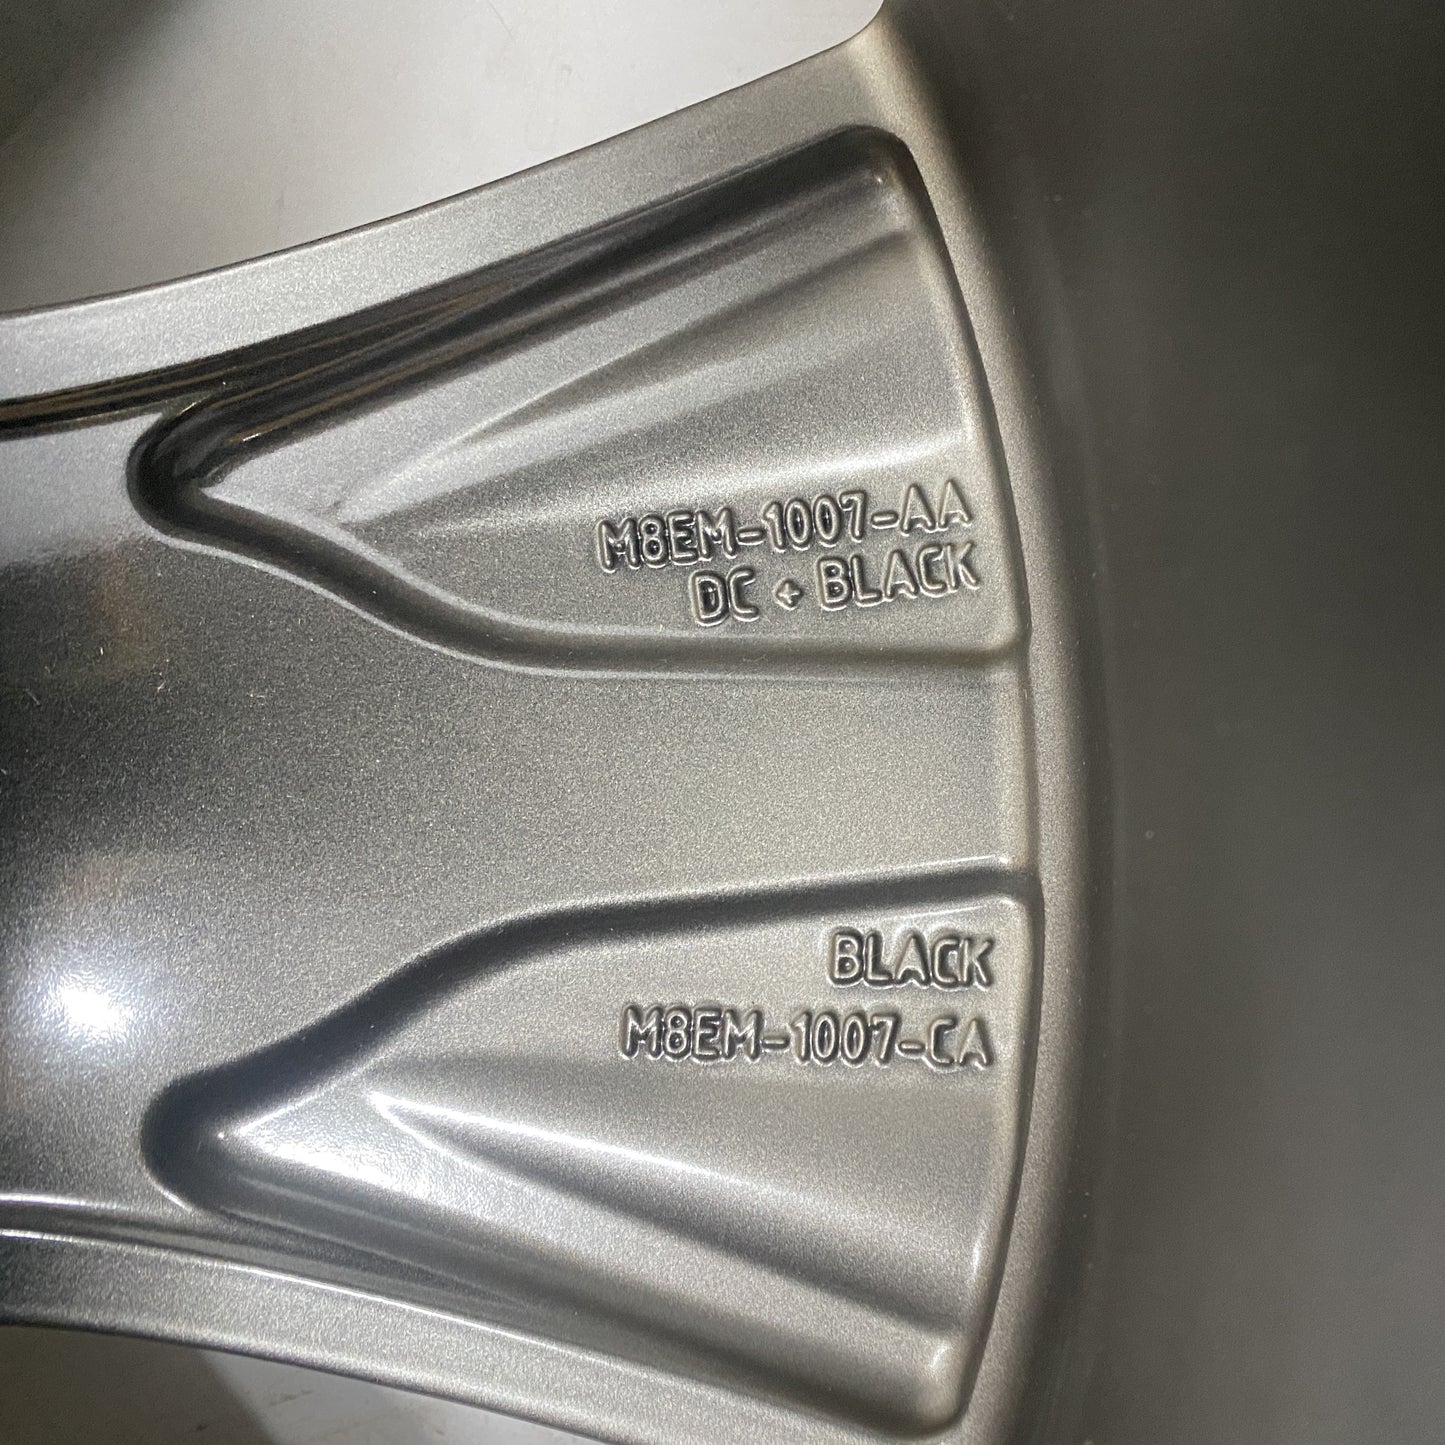 M8EM-1007-AA
DC + BLACK
BLACK
M8EM-1007-CA